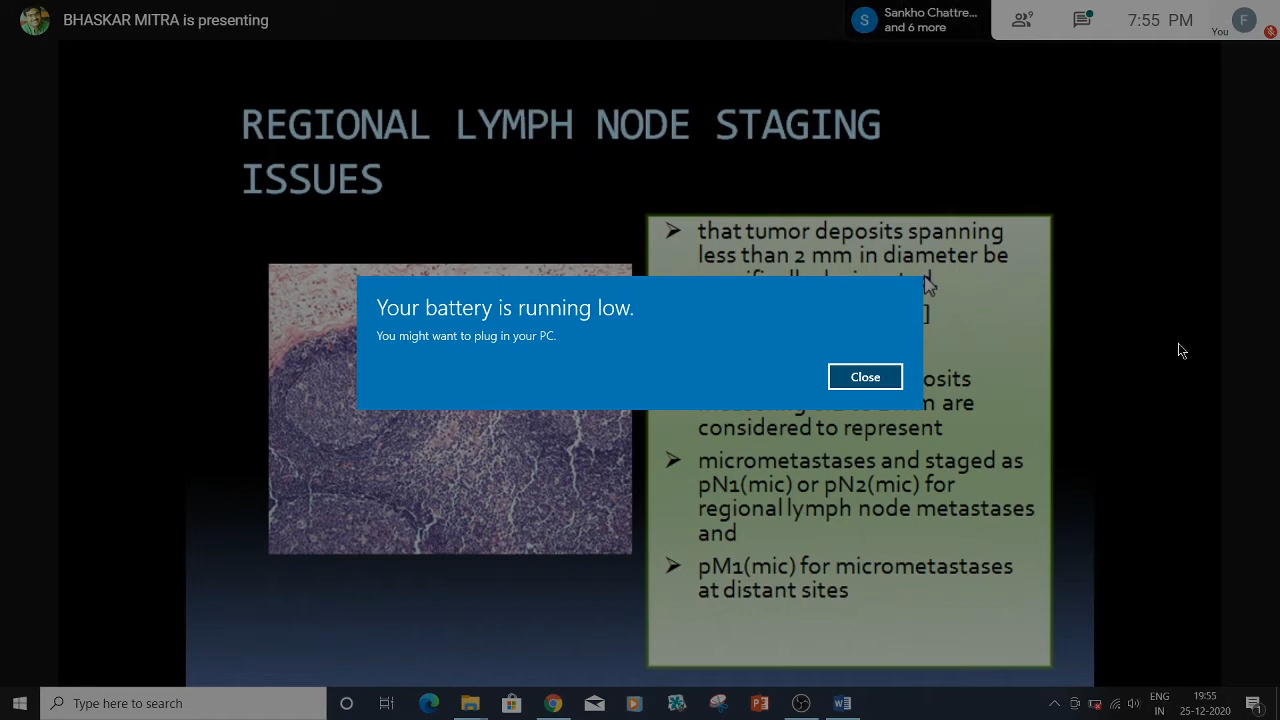 BHASKAR MITRA is presenting
S
Sankho Chattre...
and 6 more
9
7:55 PM
You
F
REGIONAL LYMPH NODE STAGING
ISSUES
that tumor deposits spanning
less than 2 mm in diameter be
]
Your battery is running low.
You might want to plug in your PC.
Close
mm are
considered to represent
micrometastases and staged as
pN1(mic) or pN2(mic) for
regional lymph node metastases
and
pM1(mic) for micrometastases
at distant sites
Type here to search
ENG
IN
19:55
25-12-2020
1